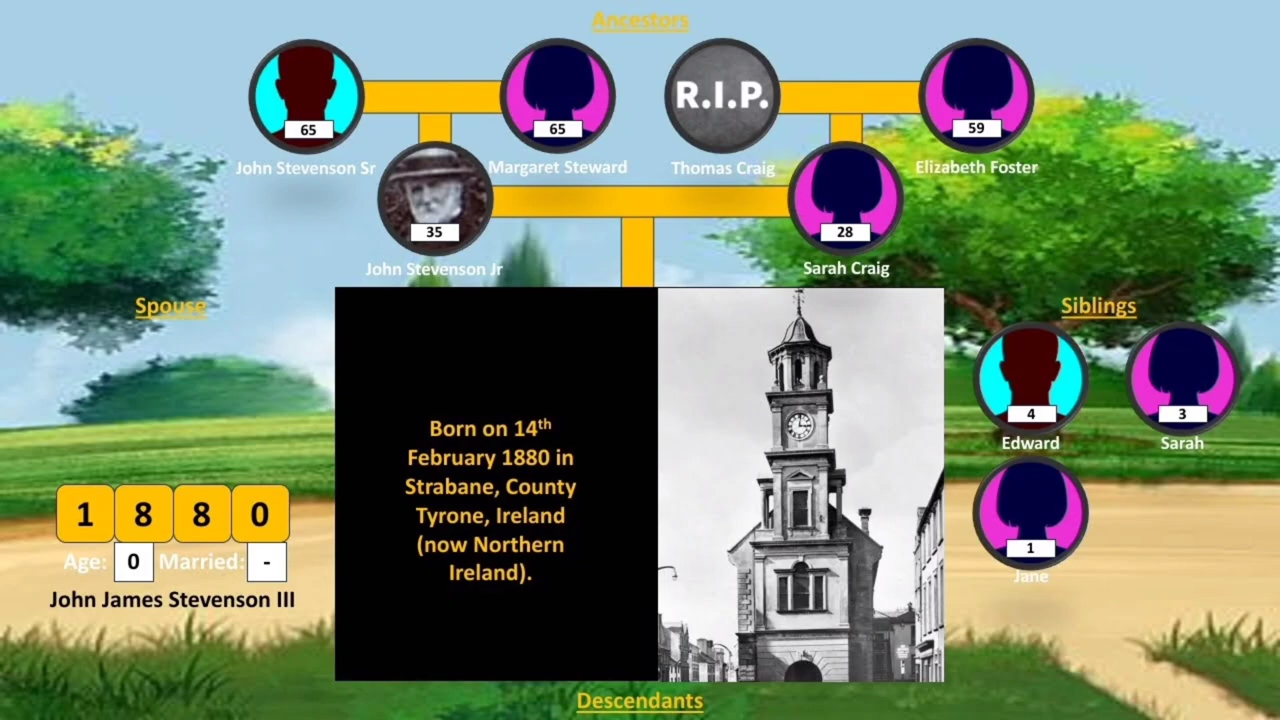 Ancestors
R.I.P.
65
65
59
John Stevenson Sr
Margaret Steward
Thomas Craig
Elizabeth Foster
35
28
John Stevenson Jr
Sarah Craig
Spouse
Siblings
4
3
Edward
Sarah
1
Jane
Born on 14th
February 1880 in
Strabane, County
Tyrone, Ireland
(now Northern
Ireland).
1 8 8 0
Age: 0 Married: -
John James Stevenson III
Descendants